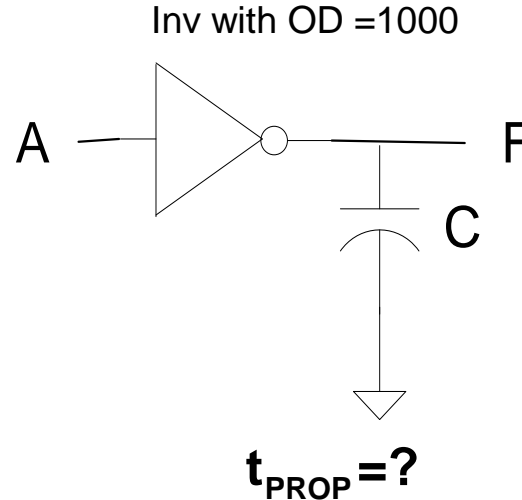 Inv with OD =1000
A
F
C
tPROP=?